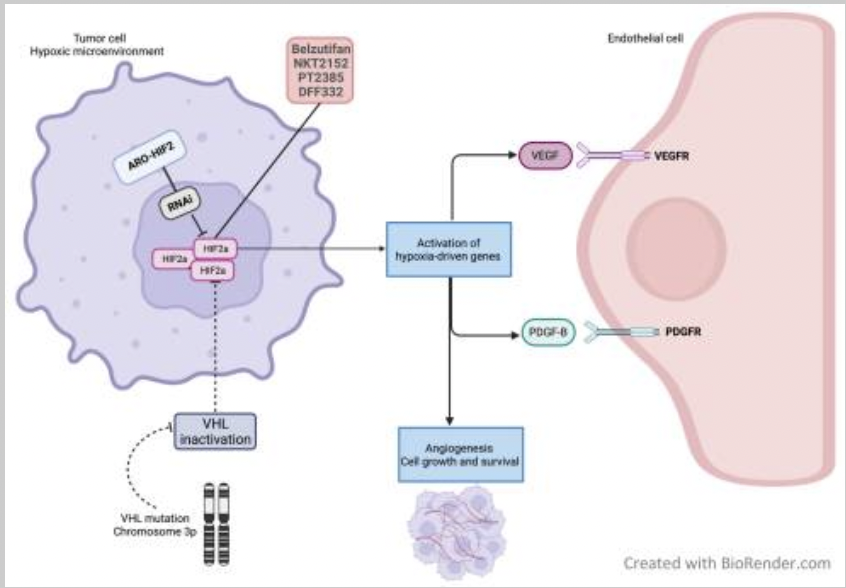 Tumor cell
Hypoxic microenvironment
Belzutifan
NKT2152
PT2385
DFF332
Endothelial cell
ARO-HIF2
RNAi
HIF2a
HIF2a
HIF2a
VEGF
VEGFR
Activation of
hypoxia-driven genes
PDGF-B
PDGFR
VHL
inactivation
Angiogenesis
Cell growth and survival
VHL mutation
Chromosome 3p
Created with BioRender.com